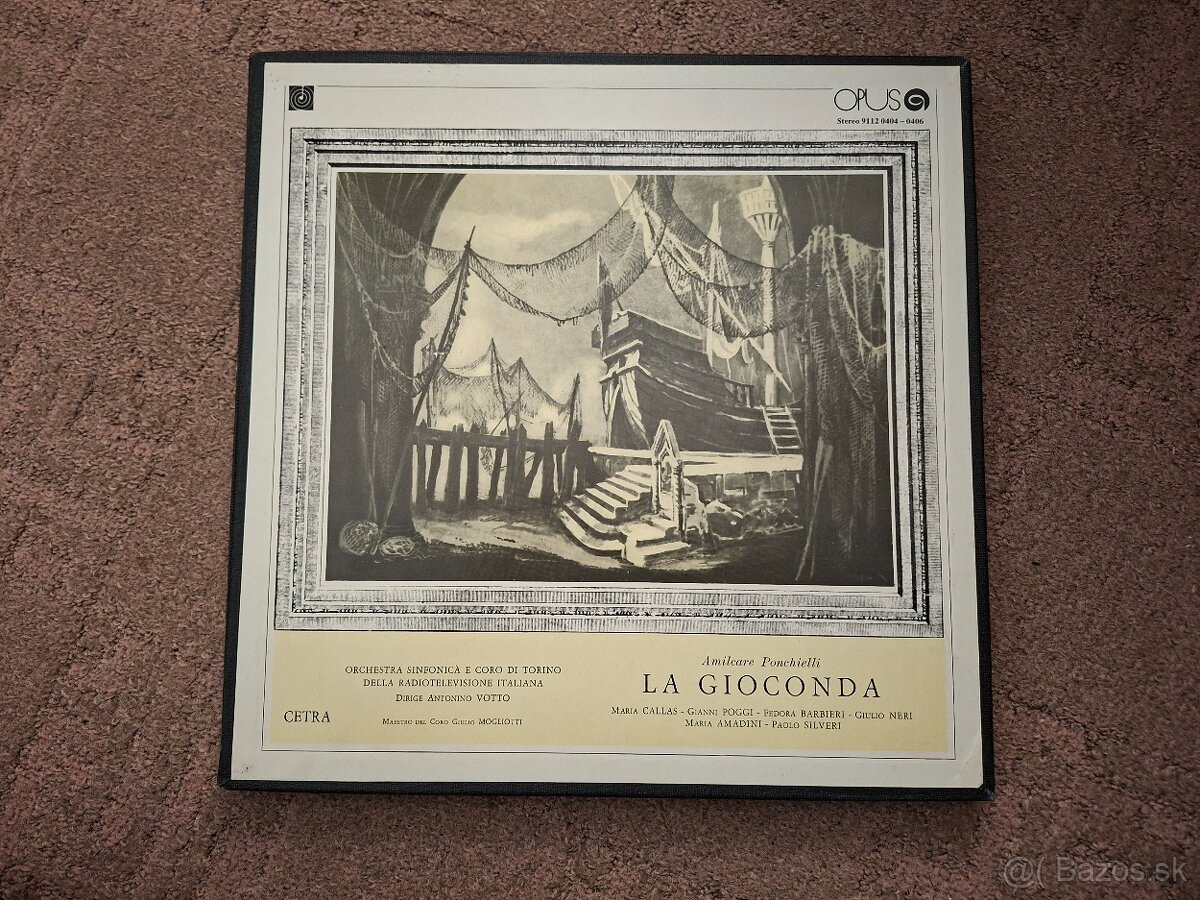 OPUS
Stereo 9112 0404 – 0406
ORCHESTRA SINFONICÀ E CORO DI TORINO
DELLA RADIOTELEVISIONE ITALIANA
DIRIGE ANTONINO VOTTO
CETRA
MAESTRO DEL CORO GIULIO MOGLIOTTI
Amilcare Ponchielli
LA GIOCONDA
MARIA CALLAS - GIANNI POGGI - FEDORA BARBIERI - GIULIO NERI
MARIA AMADINI - PAOLO SILVERI
@( Bazos.sk